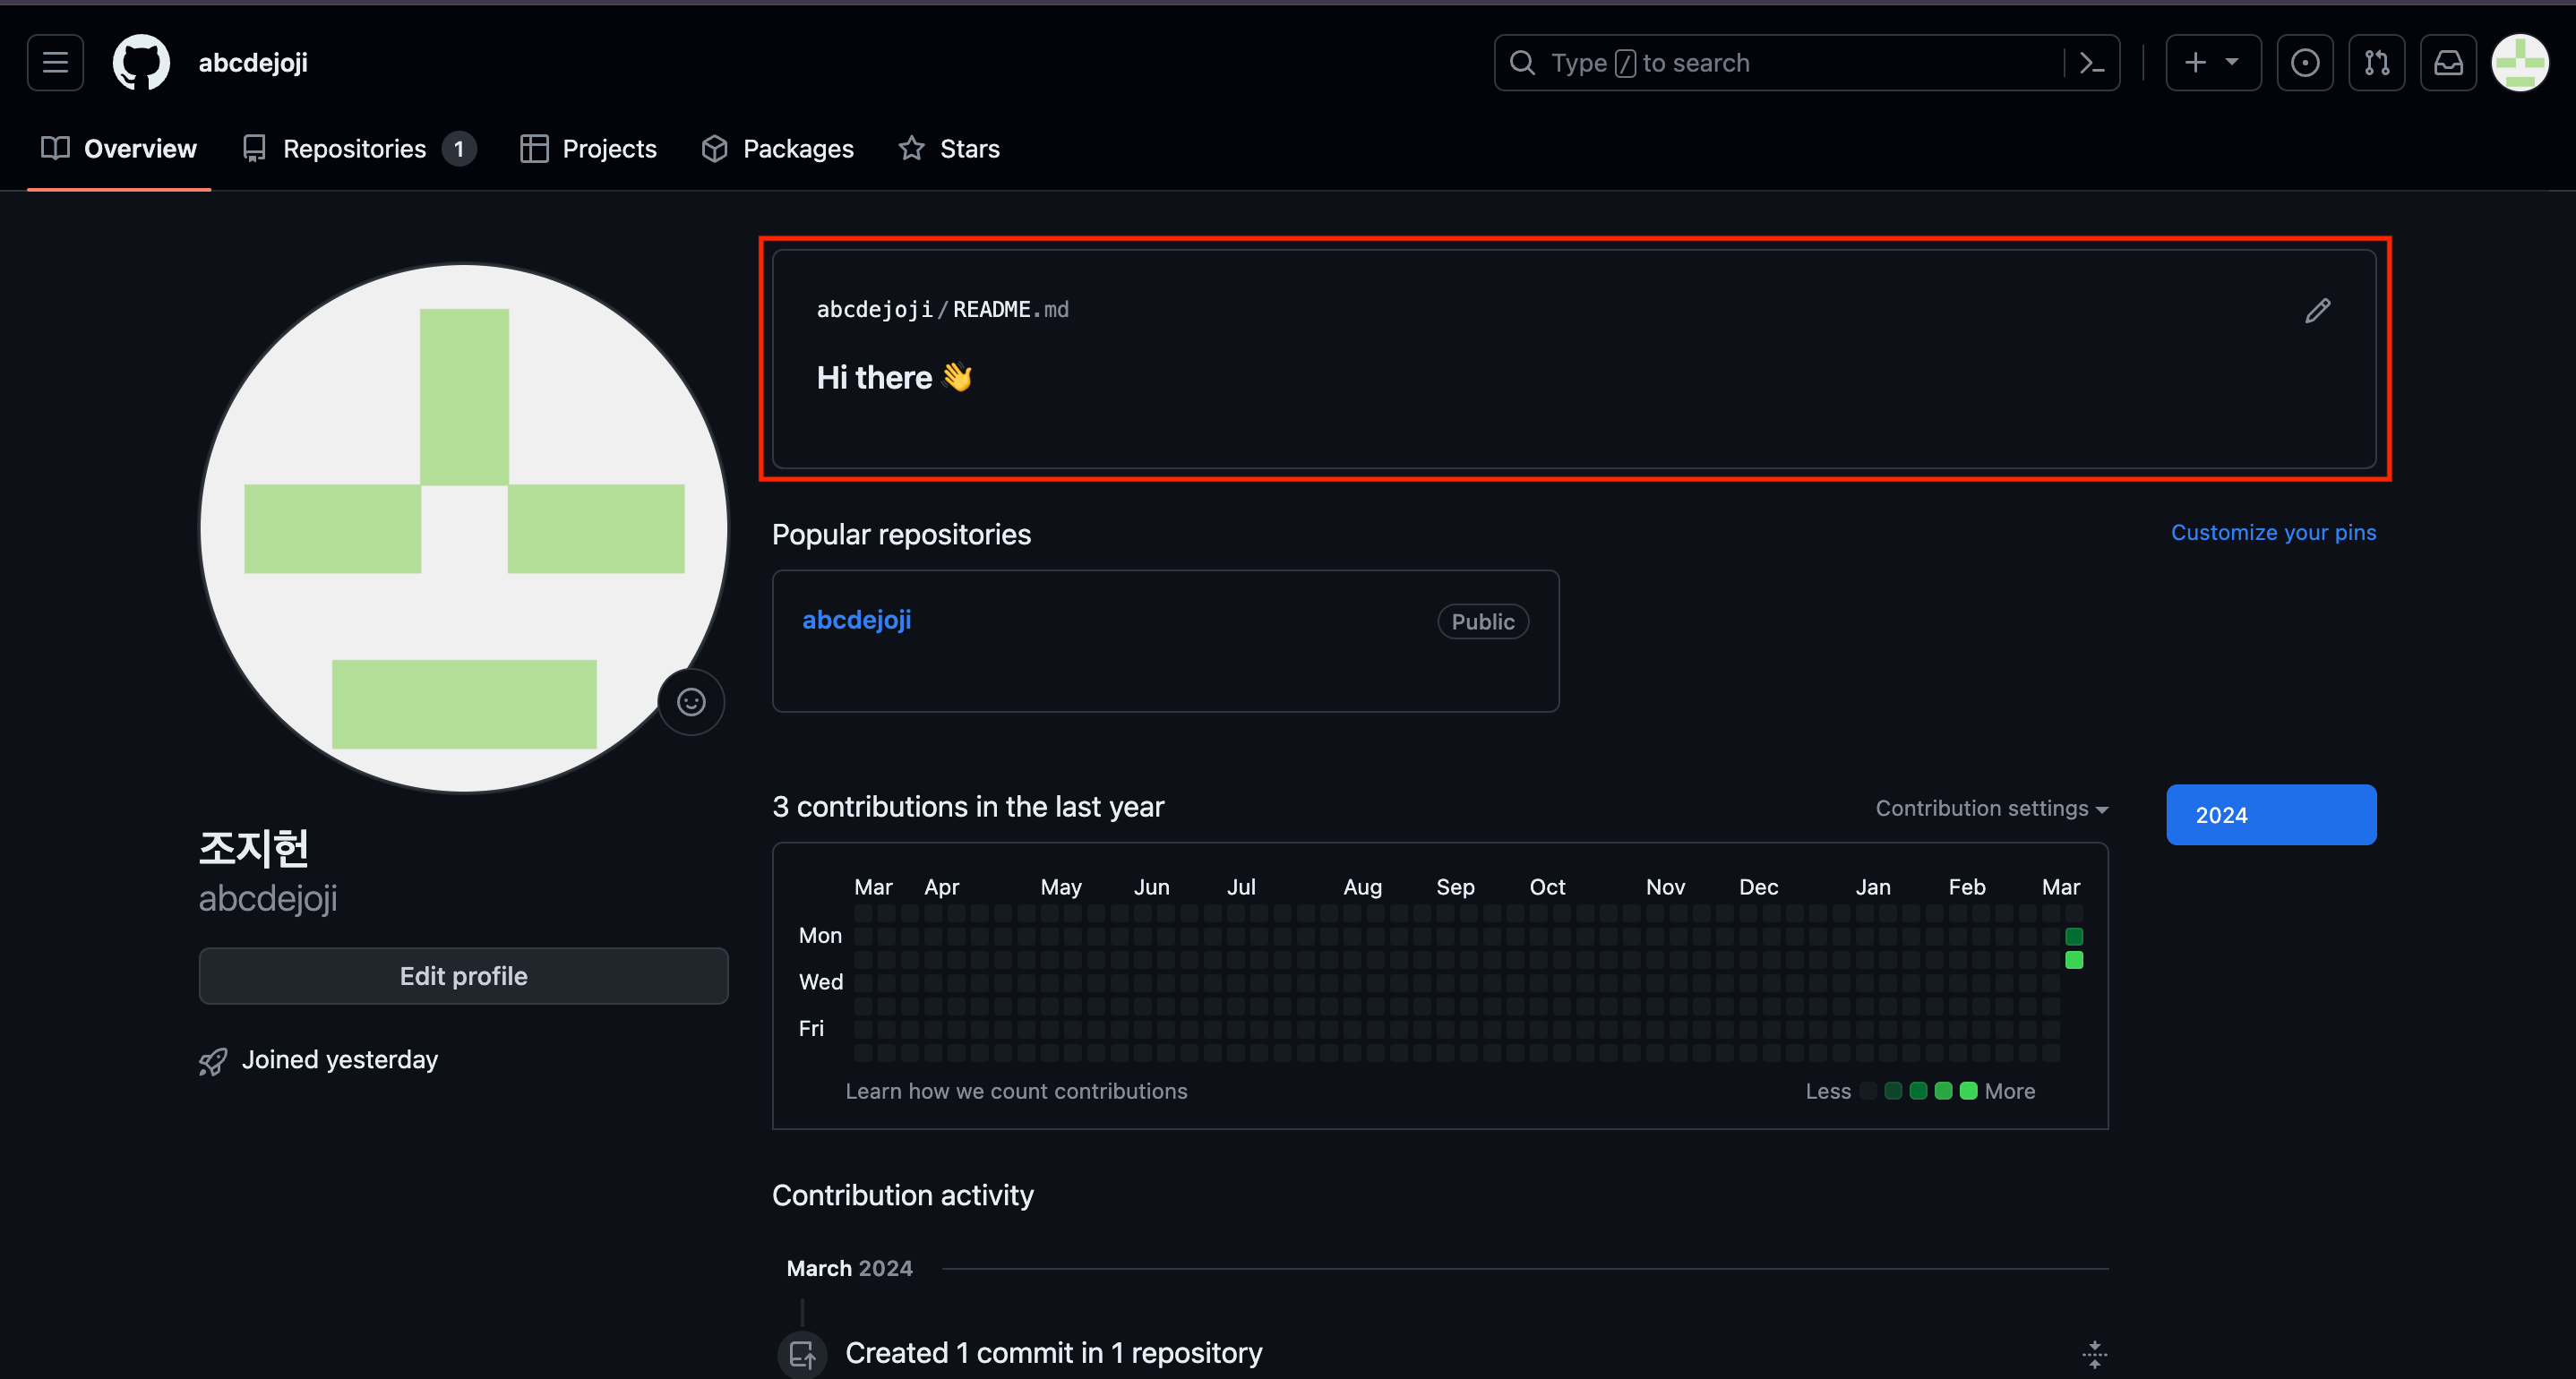 abcdejoji
Type / to search
Overview Repositories 1 Projects Packages Stars
abcdejoji/README.md
Hi there 👋
Popular repositories
Customize your pins
abcdejoji
Public
3 contributions in the last year
Contribution settings
2024
Mar Apr May Jun Jul Aug Sep Oct Nov Dec Jan Feb Mar
Mon
Wed
Fri
Learn how we count contributions
Less More
조지헌
abcdejoji
Edit profile
Joined yesterday
Contribution activity
March 2024
Created 1 commit in 1 repository